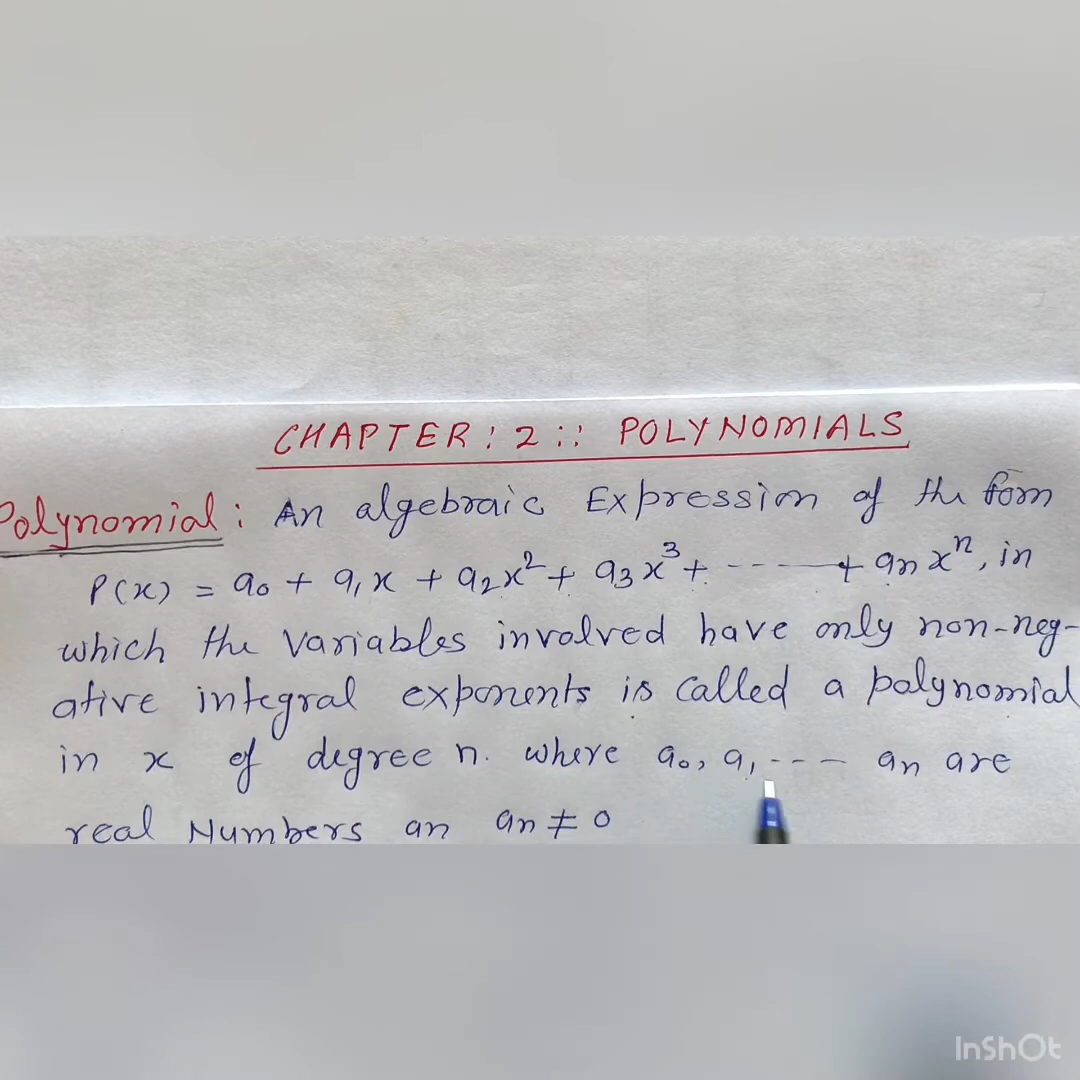 CHAPTER: 2 :: POLYNOMIALS
Polynomial: An algebraic Expression of the form
P(x) = a₀ + a₁x + a₂x² + a₃x³ + ------ + aₙxⁿ, in
which the variables involved have only non-neg-
ative integral exponents is called a polynomial
in x of degree n. where a₀, a₁, --- aₙ are
real Numbers an aₙ ≠ 0
InShOt